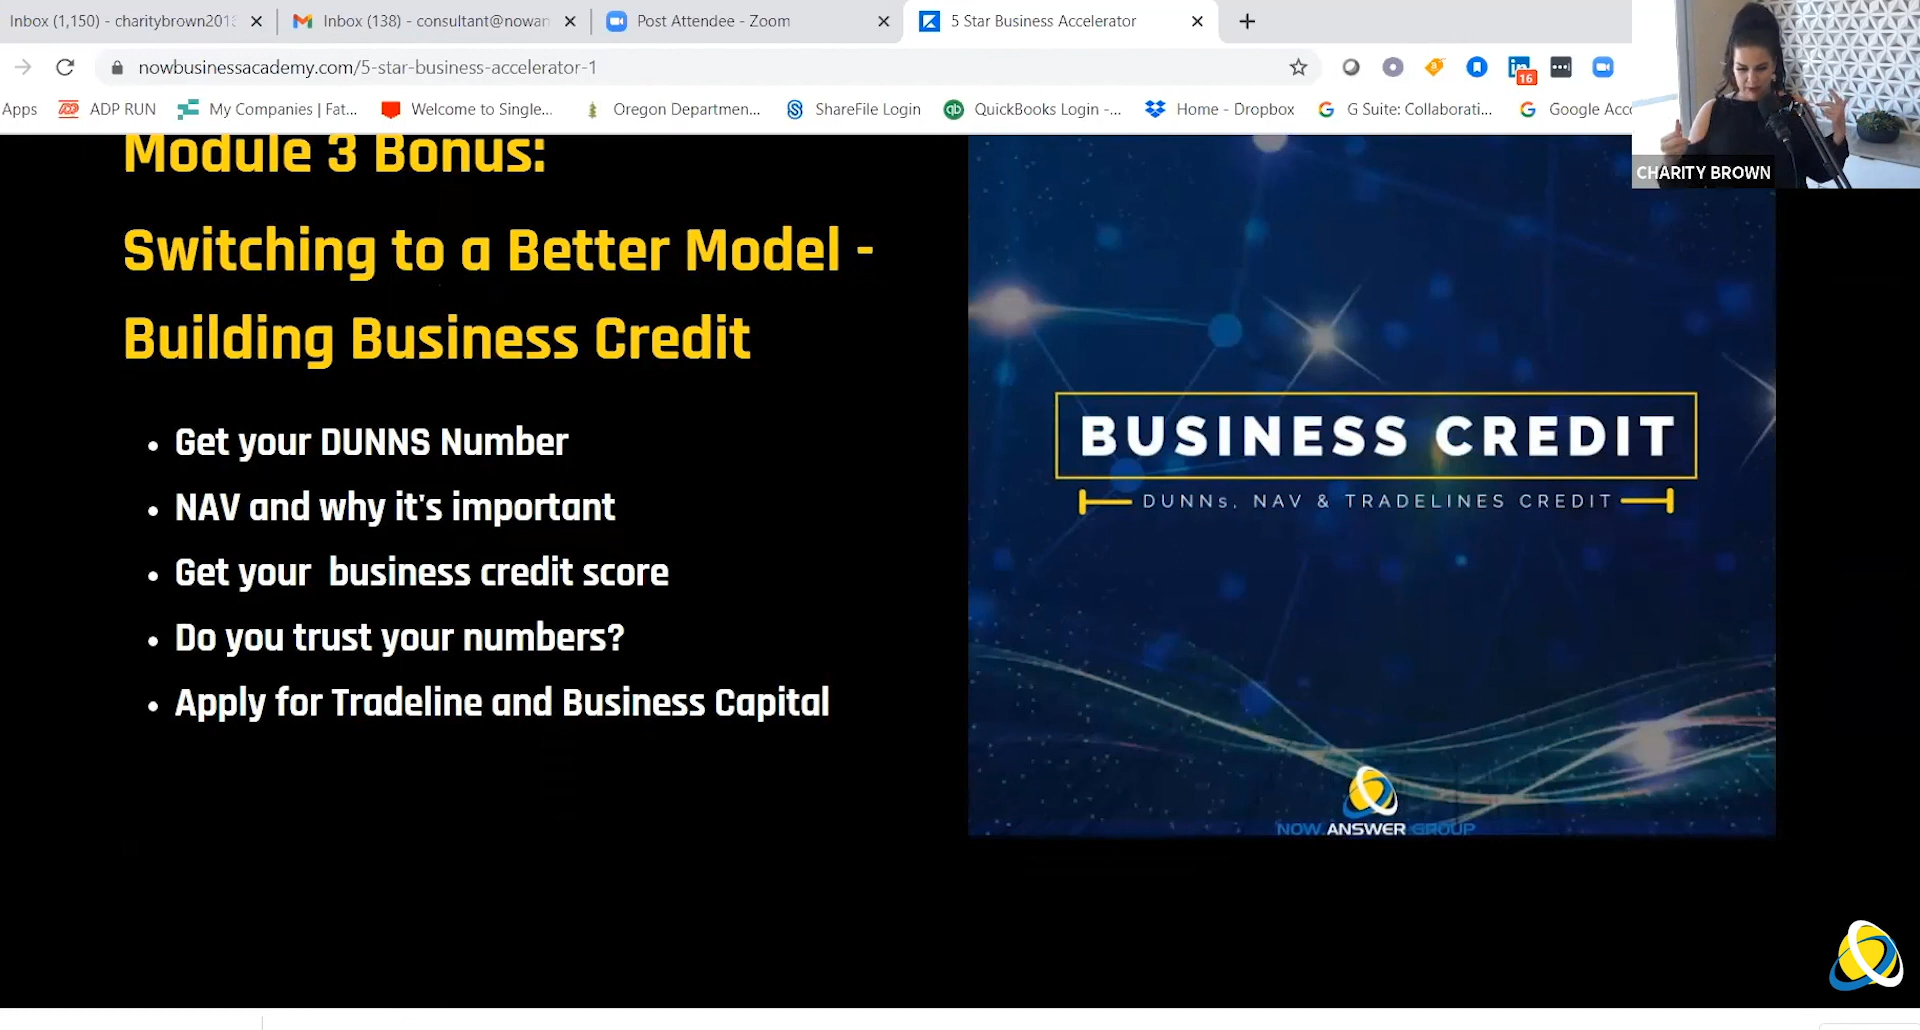 Inbox (1,150) - charitybrown201
Inbox (138) - consultant@nowan
Post Attendee - Zoom
5 Star Business Accelerator
nowbusinessacademy.com/5-star-business-accelerator-1
16
Apps
ADP RUN
My Companies | Fat...
Welcome to Single...
Oregon Departmen...
ShareFile Login
QuickBooks Login -...
Home - Dropbox
G Suite: Collaborati...
Google Acc
CHARITY BROWN
Module 3 Bonus:
Switching to a Better Model -
Building Business Credit
• Get your DUNNS Number
• NAV and why it's important
• Get your  business credit score
• Do you trust your numbers?
• Apply for Tradeline and Business Capital
BUSINESS CREDIT
DUNNs, NAV & TRADELINES CREDIT
NOW ANSWER GROUP